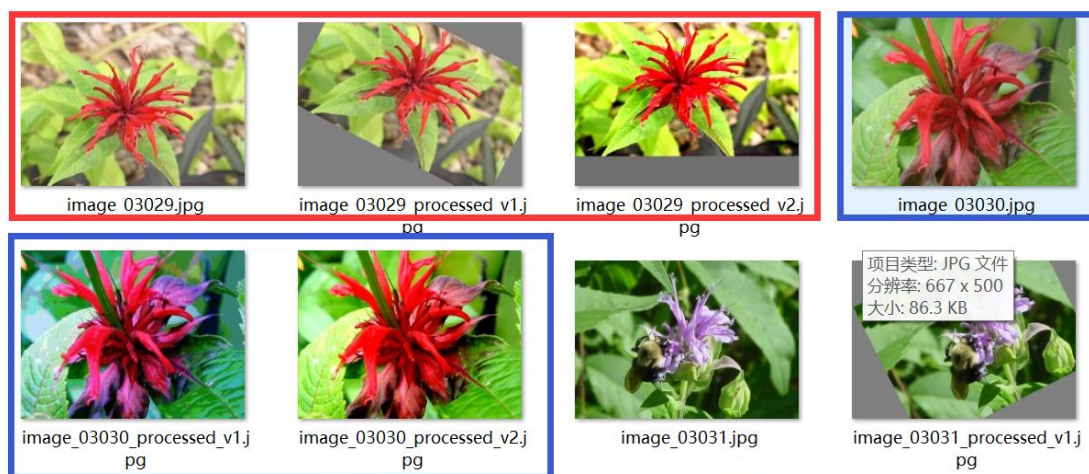 image_03029.jpg
image_03029_processed_v1.j
pg
image_03029_processed_v2.j
pg
image_03030.jpg
image_03030_processed_v1.j
pg
image_03030_processed_v2.j
pg
image_03031.jpg
项目类型: JPG 文件
分辨率: 667 x 500
大小: 86.3 KB
image_03031_processed_v1.j
pg